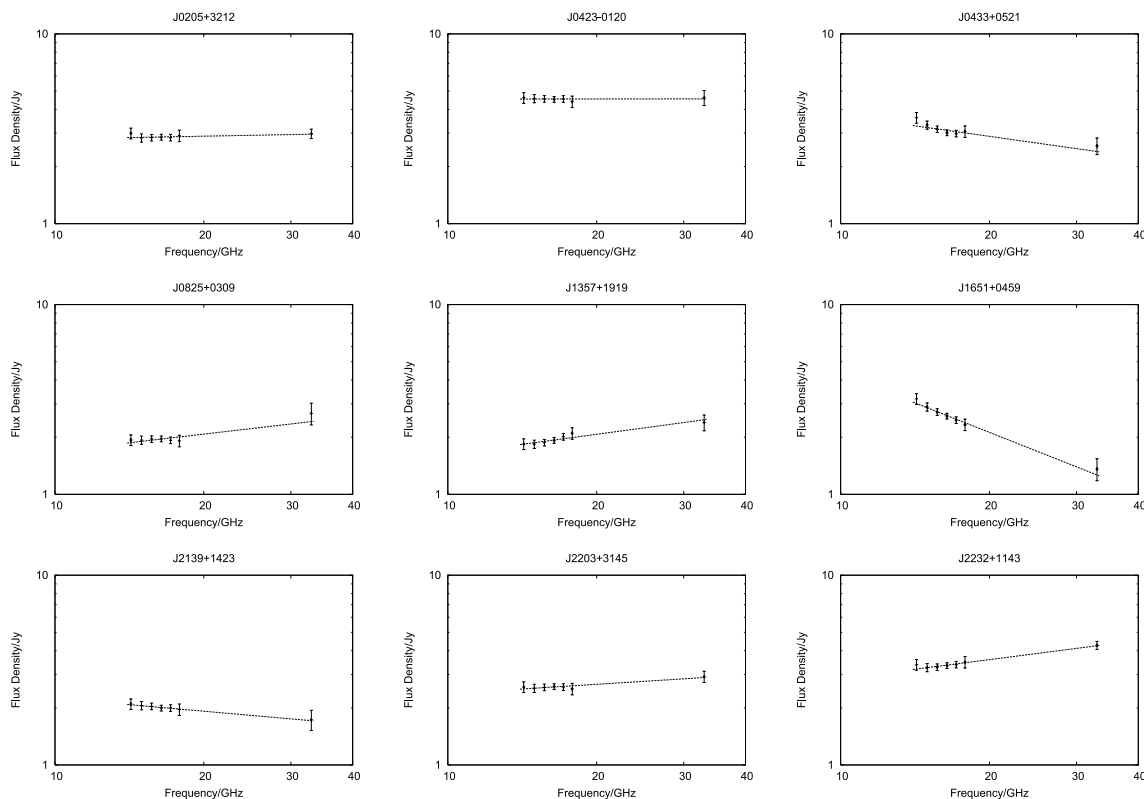 J0205+3212
J0423-0120
J0433+0521
10
1
10
20
30
40
Flux Density/Jy
Frequency/GHz
10
1
10
20
30
40
Flux Density/Jy
Frequency/GHz
10
1
10
20
30
40
Flux Density/Jy
Frequency/GHz
J0825+0309
J1357+1919
J1651+0459
10
1
10
20
30
40
Flux Density/Jy
Frequency/GHz
10
1
10
20
30
40
Flux Density/Jy
Frequency/GHz
10
1
10
20
30
40
Flux Density/Jy
Frequency/GHz
J2139+1423
J2203+3145
J2232+1143
10
1
10
20
30
40
Flux Density/Jy
Frequency/GHz
10
1
10
20
30
40
Flux Density/Jy
Frequency/GHz
10
1
10
20
30
40
Flux Density/Jy
Frequency/GHz